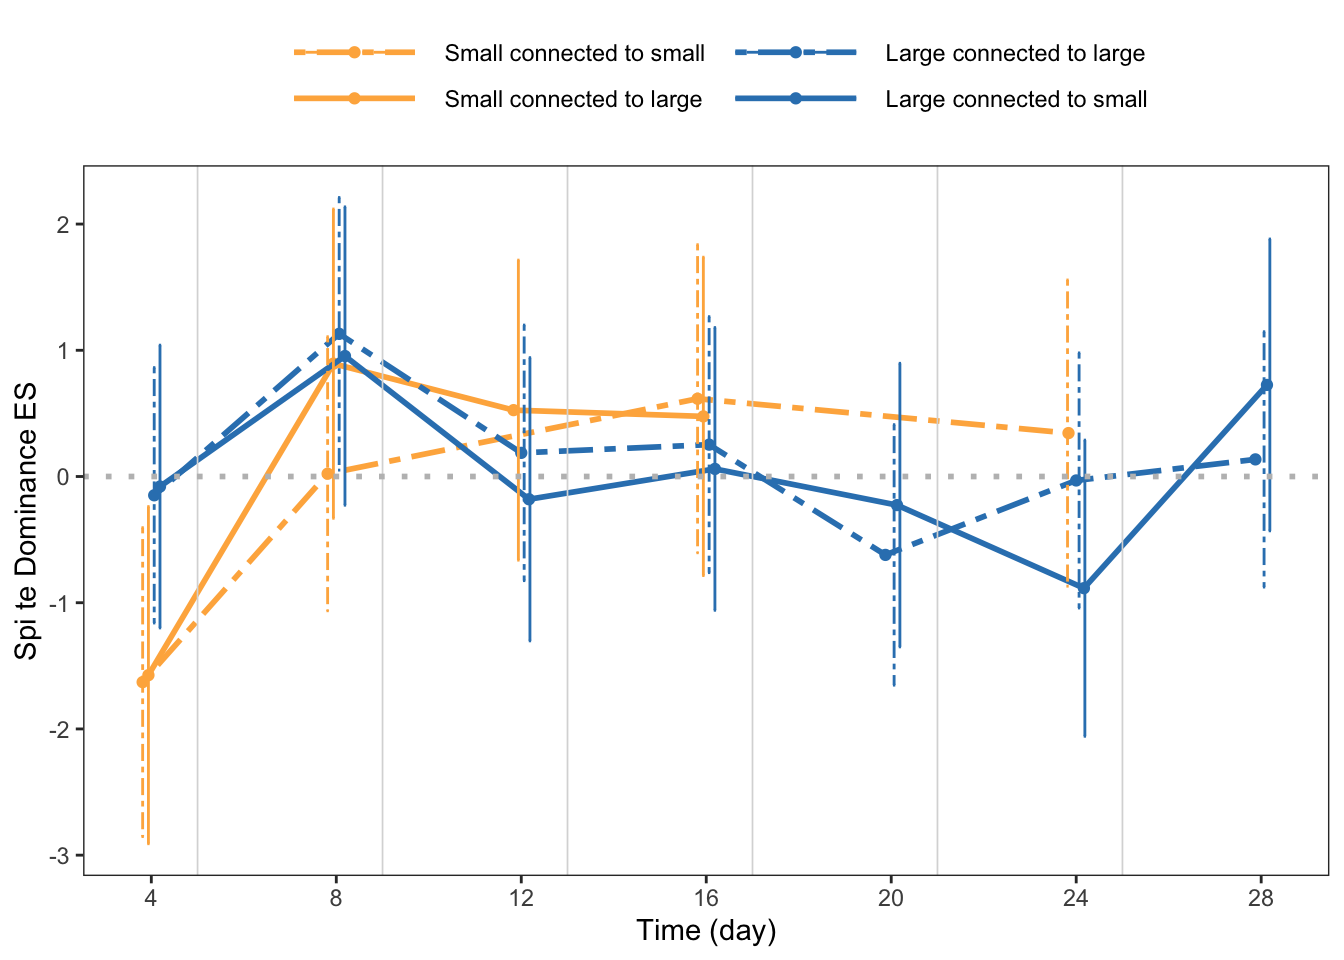 Small connected to small
Large connected to large
Small connected to large
Large connected to small
Spi te Dominance ES
2
1
0
-1
-2
-3
4
8
12
16
20
24
28
Time (day)